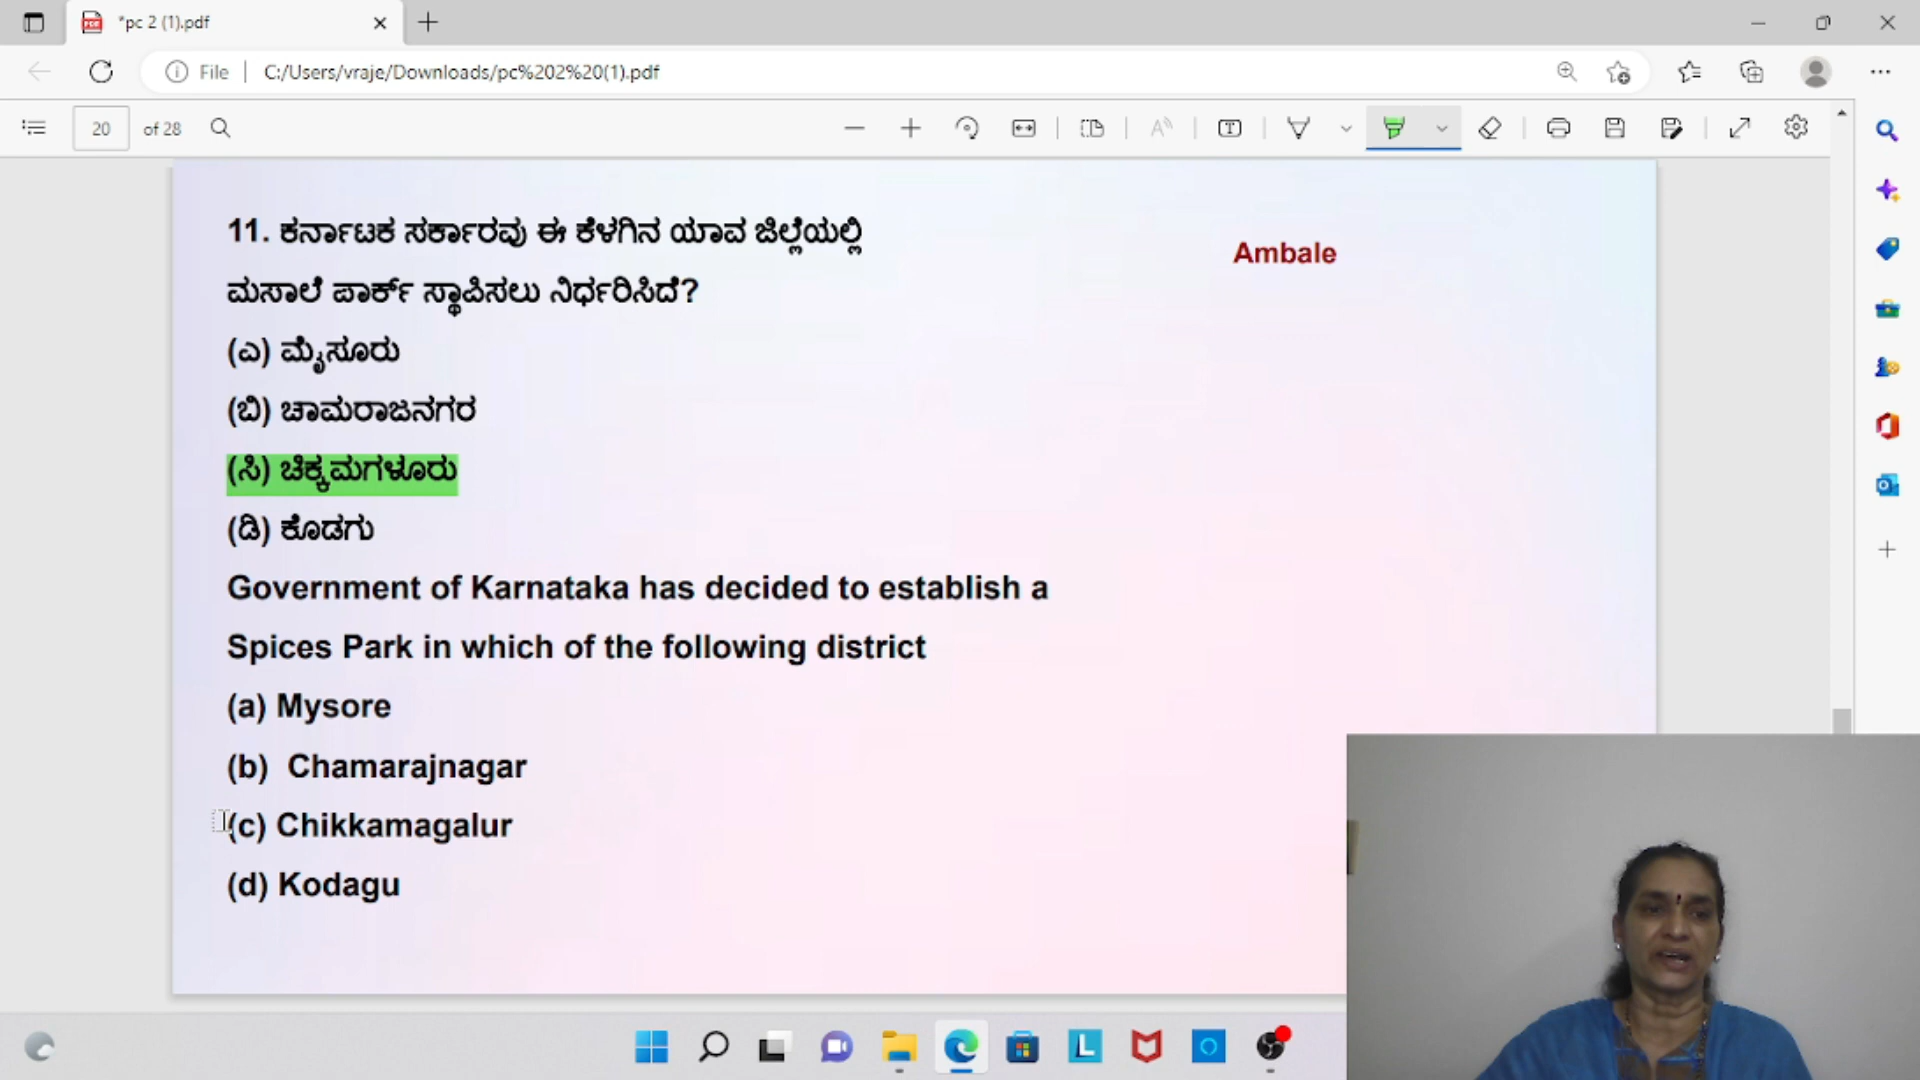 *pc 2 (1).pdf
File
C:/Users/vraje/Downloads/pc%202%20(1).pdf
20 of 28
11. ಕರ್ನಾಟಕ ಸರ್ಕಾರವು ಈ ಕೆಳಗಿನ ಯಾವ ಜಿಲ್ಲೆಯಲ್ಲಿ
Ambale
ಮಸಾಲೆ ಪಾರ್ಕ್ ಸ್ಥಾಪಿಸಲು ನಿರ್ಧರಿಸಿದೆ?
(ಎ) ಮೈಸೂರು
(ಬಿ) ಚಾಮರಾಜನಗರ
(ಸಿ) ಚಿಕ್ಕಮಗಳೂರು
(ಡಿ) ಕೊಡಗು
Government of Karnataka has decided to establish a
Spices Park in which of the following district
(a) Mysore
(b) Chamarajnagar
(c) Chikkamagalur
(d) Kodagu